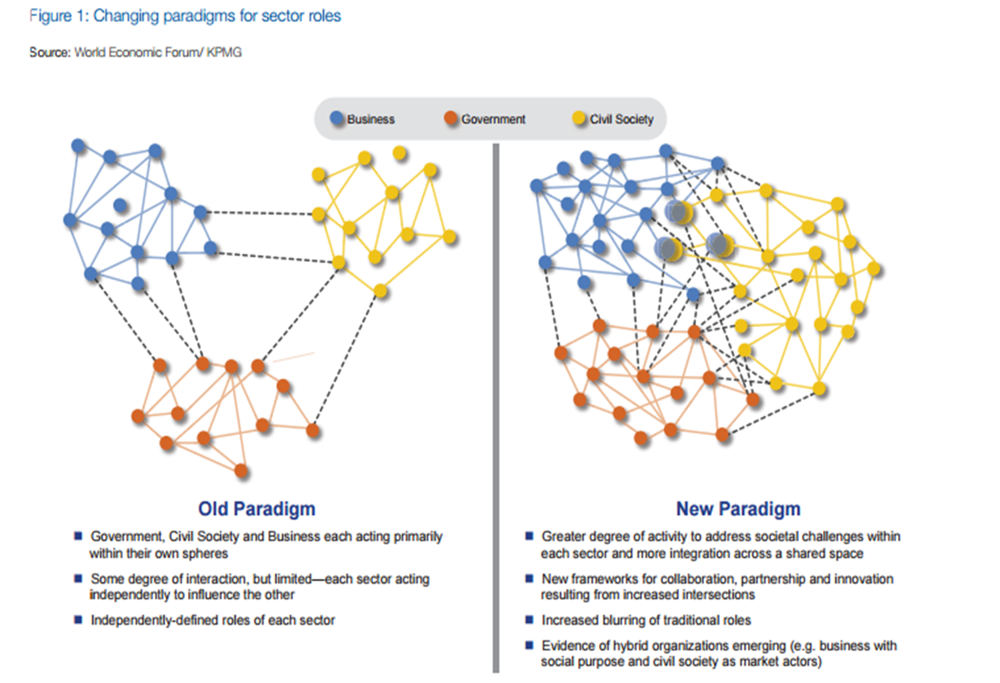 Figure 1: Changing paradigms for sector roles
Source: World Economic Forum/ KPMG
Business
Government
Civil Society
Old Paradigm
Government, Civil Society and Business each acting primarily
within their own spheres
Some degree of interaction, but limited—each sector acting
independently to influence the other
Independently-defined roles of each sector
New Paradigm
Greater degree of activity to address societal challenges within
each sector and more integration across a shared space
New frameworks for collaboration, partnership and innovation
resulting from increased intersections
Increased blurring of traditional roles
Evidence of hybrid organizations emerging (e.g. business with
social purpose and civil society as market actors)